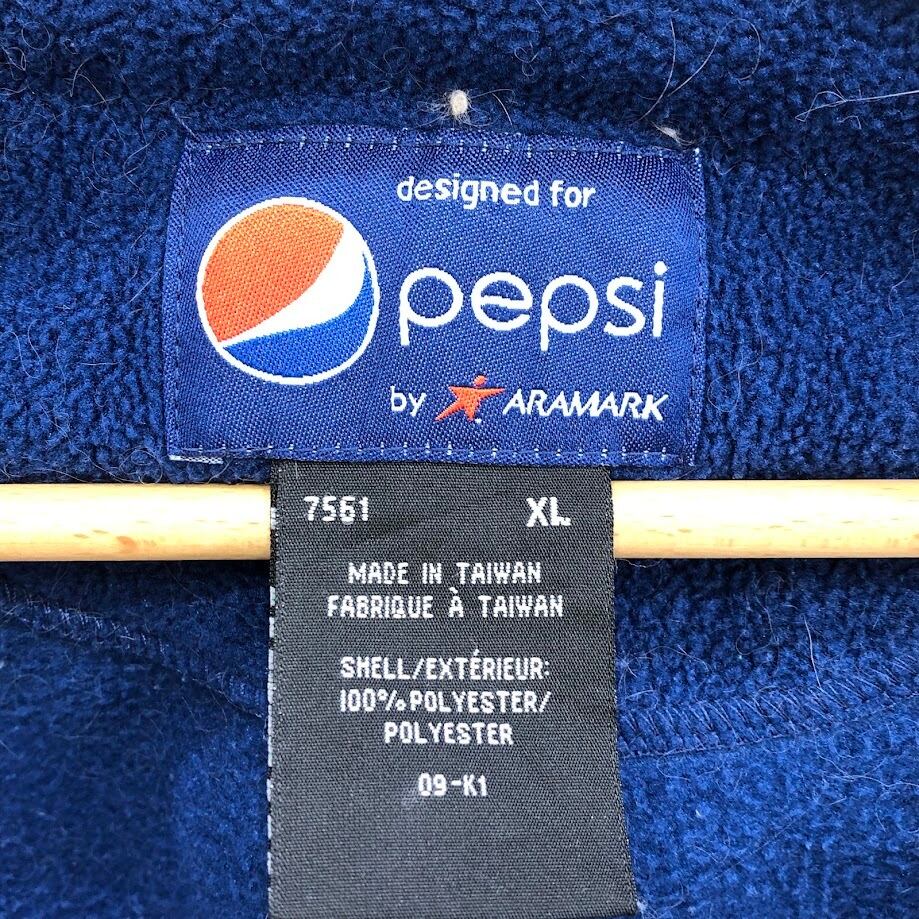 designed for
pepsi
by ARAMARK
7561 XL
MADE IN TAIWAN
FABRIQUE À TAIWAN
SHELL/EXTÉRIEUR:
100% POLYESTER/
POLYESTER
09-K1